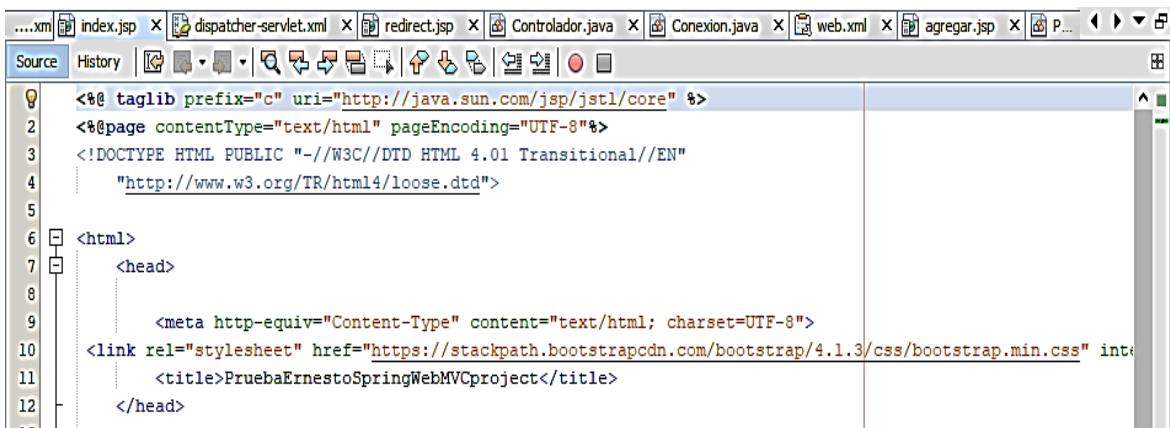 ....xm index.jsp X dispatcher-servlet.xml X redirect.jsp X Controlador.java X Conexion.java X web.xml X agregar.jsp X P...
Source History
<%@ taglib prefix="c" uri="http://java.sun.com/jsp/jstl/core" %>
2 <%@page contentType="text/html" pageEncoding="UTF-8"%>
3 <!DOCTYPE HTML PUBLIC "-//W3C//DTD HTML 4.01 Transitional//EN"
4 "http://www.w3.org/TR/html4/loose.dtd">
5
6 <html>
7 <head>
8
9 <meta http-equiv="Content-Type" content="text/html; charset=UTF-8">
10 <link rel="stylesheet" href="https://stackpath.bootstrapcdn.com/bootstrap/4.1.3/css/bootstrap.min.css" inte
11 <title>PruebaErnestoSpringWebMVCproject</title>
12 </head>